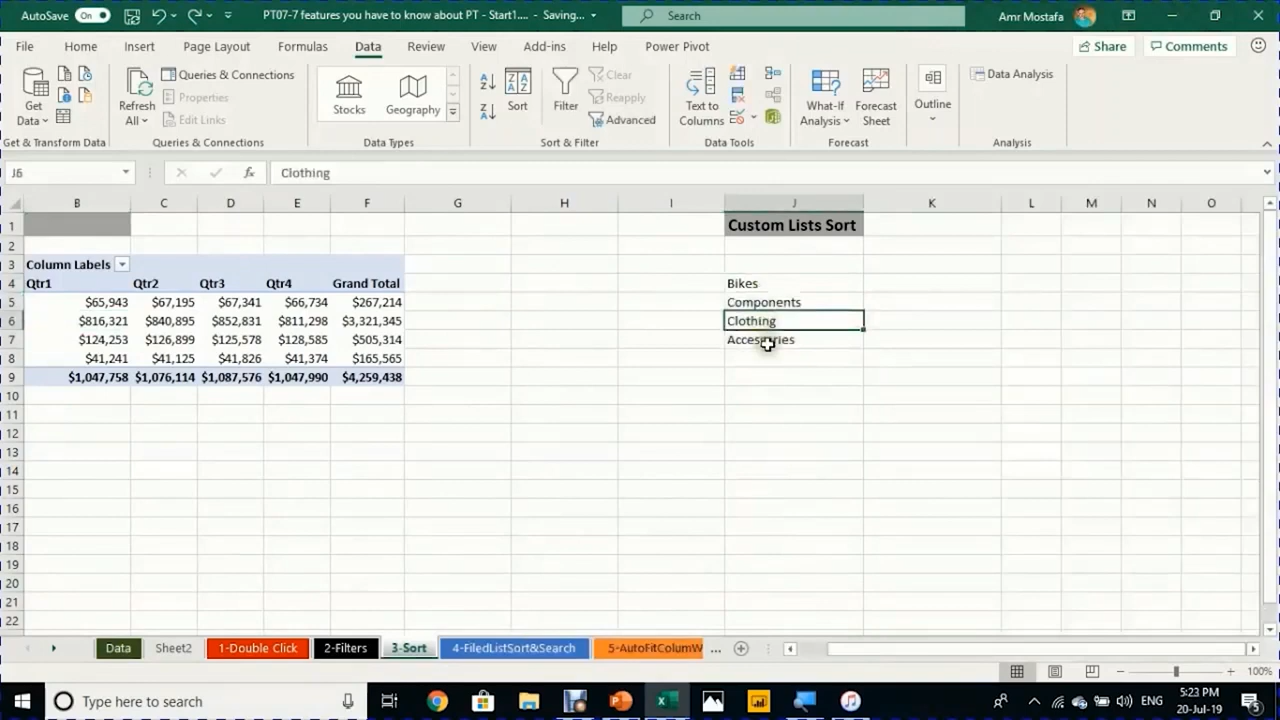 AutoSave On PT07-7 features you have to know about PT - Start1.... - Saving... Search Amr Mostafa
File Home Insert Page Layout Formulas Data Review View Add-ins Help Power Pivot Share Comments
Get Data Refresh All Queries & Connections Properties Edit Links Stocks Geography Sort Filter Clear Reapply Advanced Text to Columns What-If Analysis Forecast Sheet Outline Data Analysis
Get & Transform Data Queries & Connections Data Types Sort & Filter Data Tools Forecast Analysis
J6 fx Clothing
B C D E F G H I J K L M N O
1 Custom Lists Sort
2
3 Column Labels
4 Qtr1 Qtr2 Qtr3 Qtr4 Grand Total Bikes
5 $65,943 $67,195 $67,341 $66,734 $267,214 Components
6 $816,321 $840,895 $852,831 $811,298 $3,321,345 Clothing
7 $124,253 $126,899 $125,578 $128,585 $505,314
8 $41,241 $41,125 $41,826 $41,374 $165,565
9 $1,047,758 $1,076,114 $1,087,576 $1,047,990 $4,259,438
10
11
12
13
14
15
16
17
18
19
20
21
22
Data Sheet2 1-Double Click 2-Filters 3-Sort 4-FiledListSort&Search 5-AutoFitColumW ...
100%
Type here to search ENG 5:23 PM
20-Jul-19 5